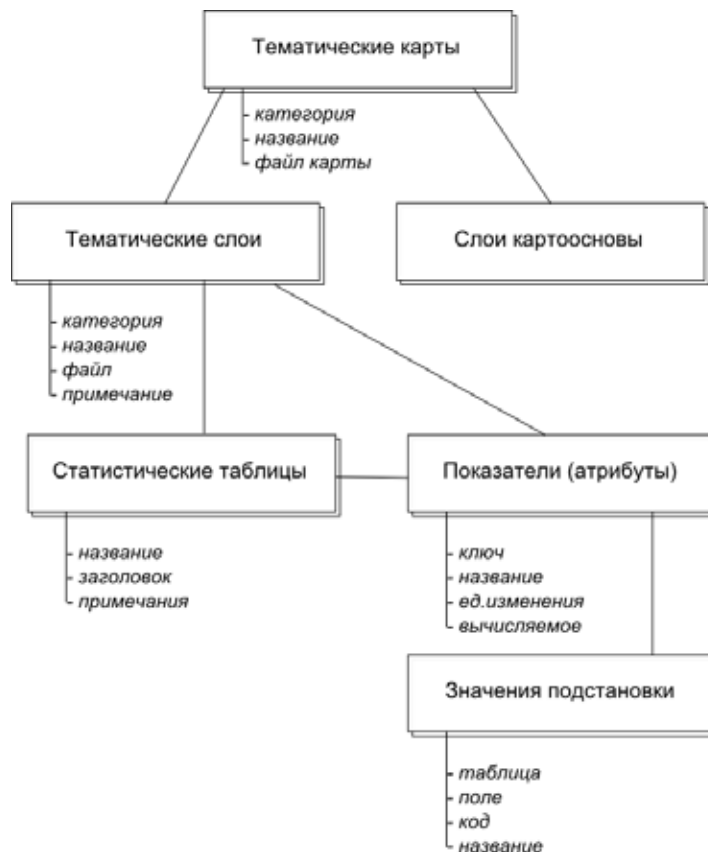 Тематические карты
- категория
- название
- файл карты
Тематические слои
Слои картоосновы
- категория
- название
- файл
- примечание
Статистические таблицы
Показатели (атрибуты)
- название
- заголовок
- примечания
- ключ
- название
- ед.изменения
- вычисляемое
Значения подстановки
- таблица
- поле
- код
- название